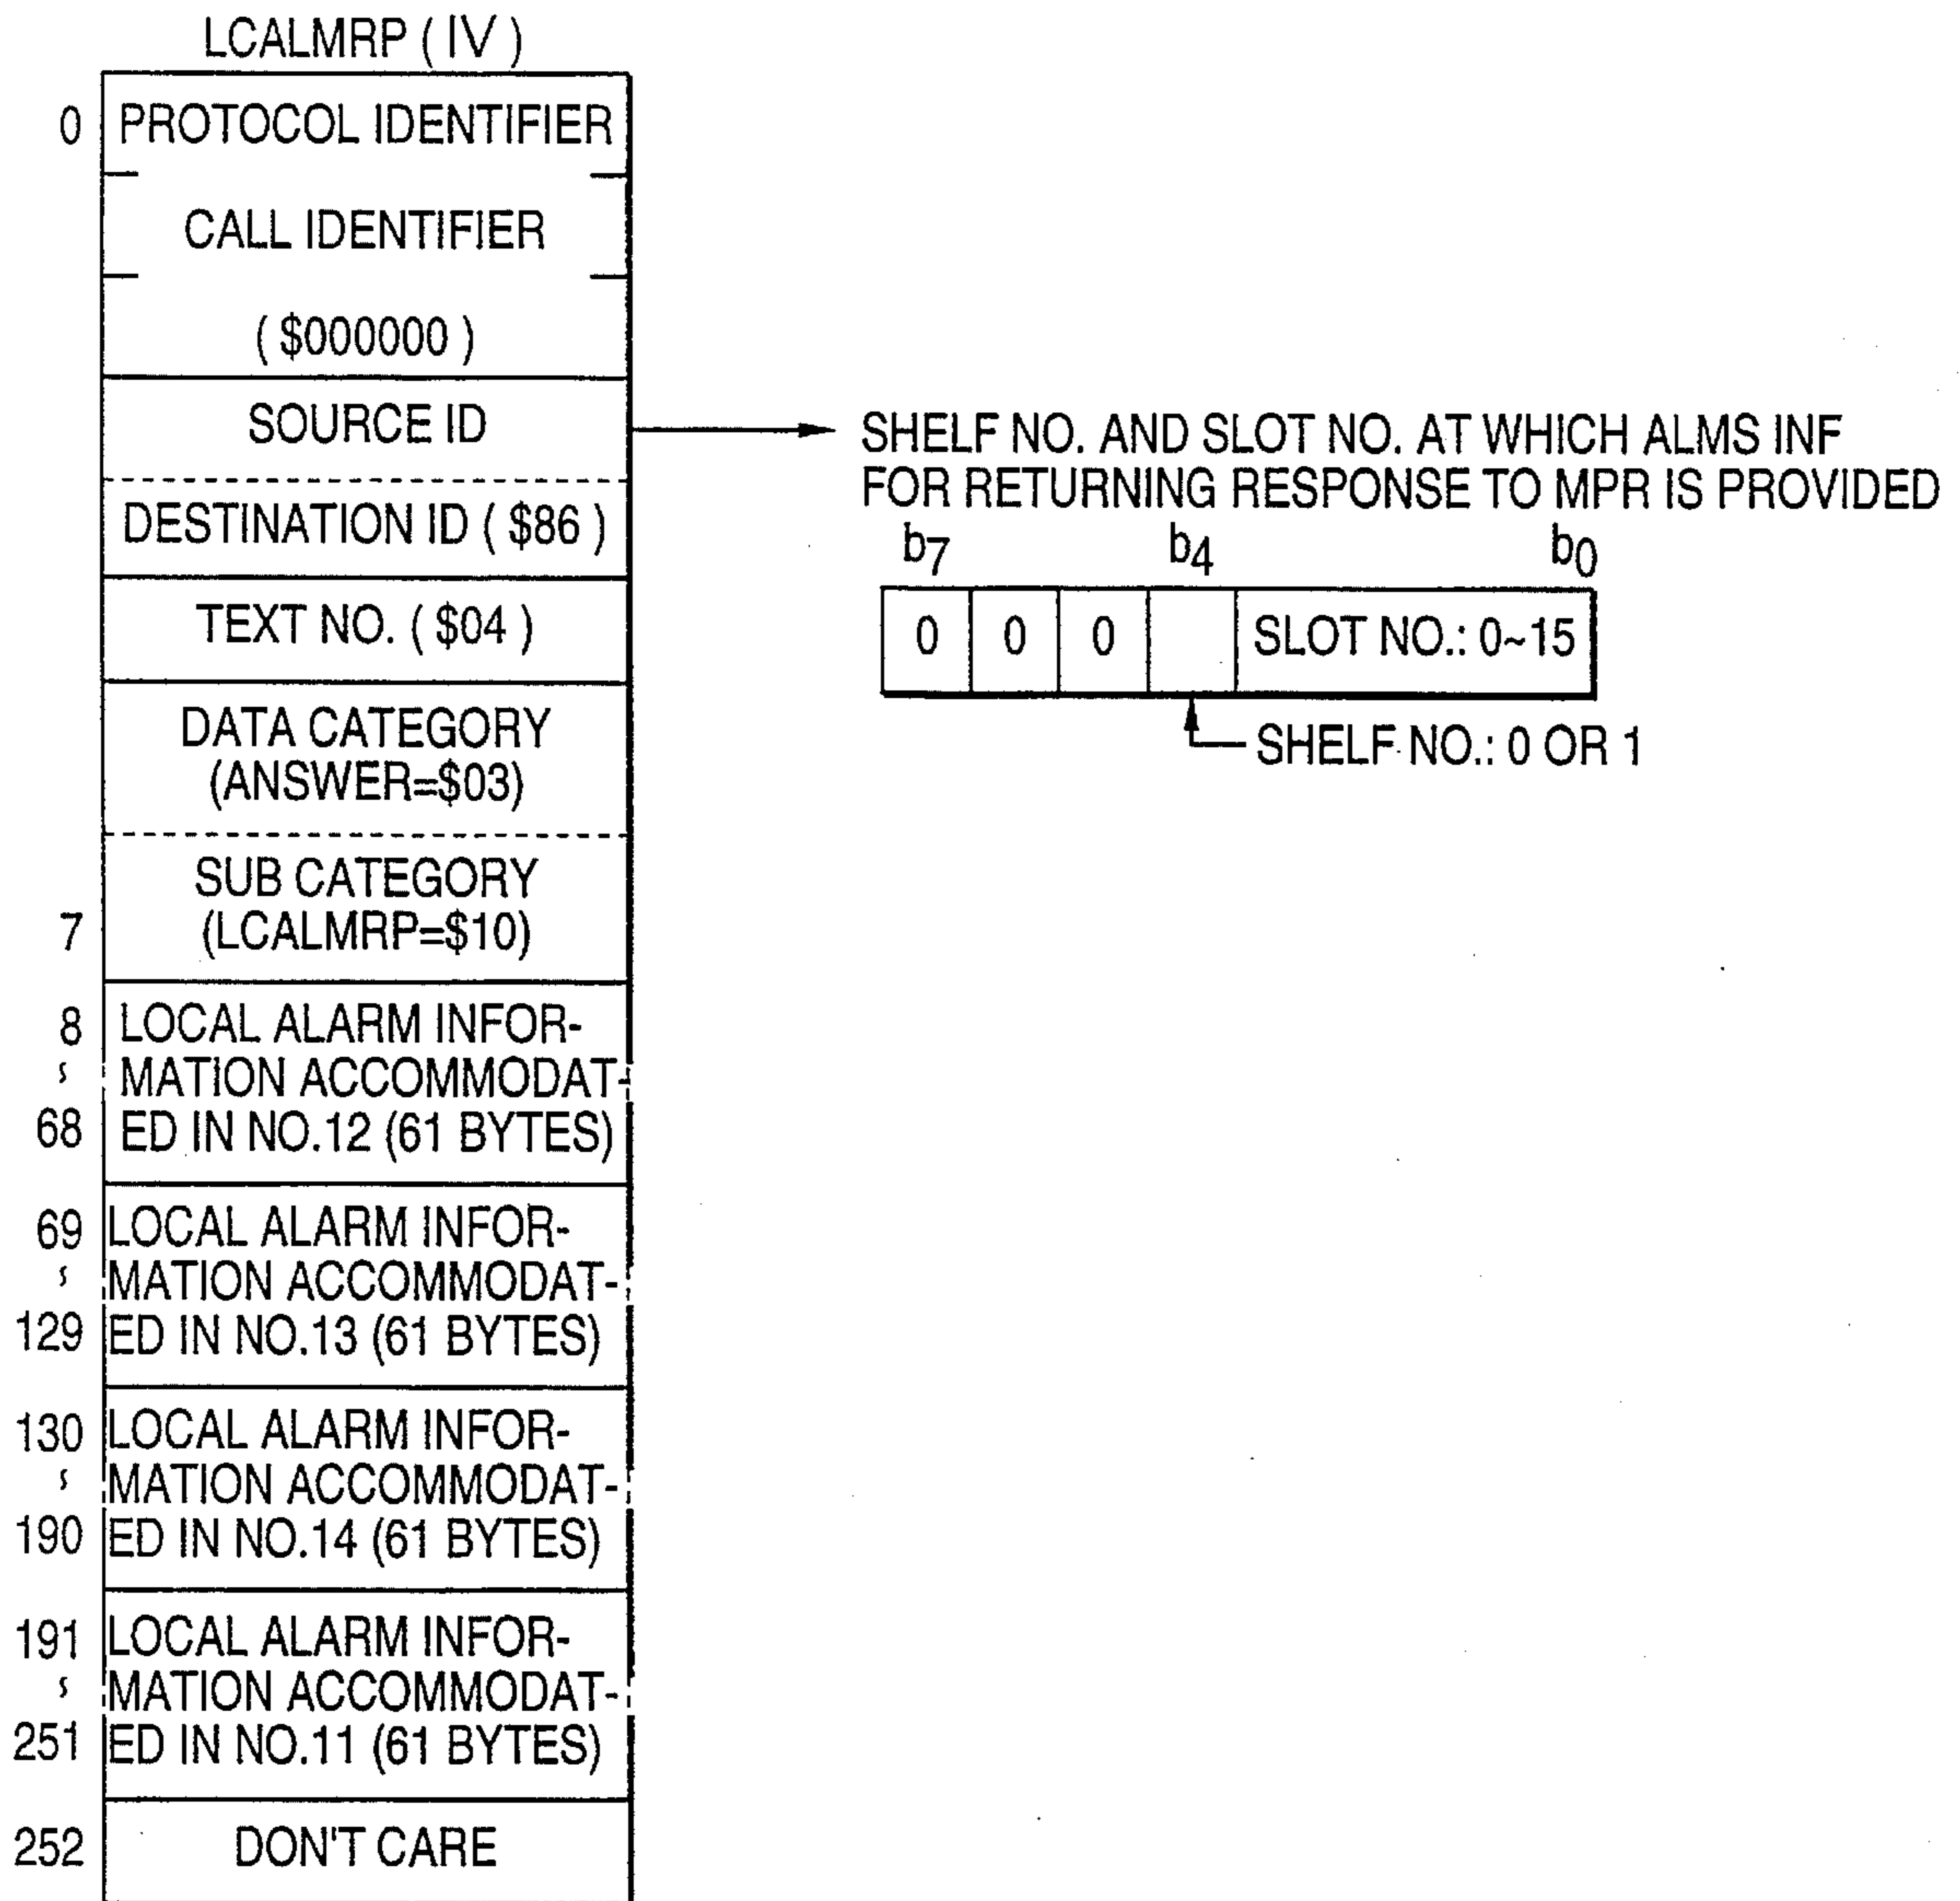 LCALMRP ( IV )
0 PROTOCOL IDENTIFIER
CALL IDENTIFIER
( $000000 )
SOURCE ID
DESTINATION ID ( $86 )
TEXT NO. ( $04 )
DATA CATEGORY
(ANSWER=$03)
SUB CATEGORY
7 (LCALMRP=$10)
8 LOCAL ALARM INFOR-
~ MATION ACCOMMODAT-
68 ED IN NO.12 (61 BYTES)
69 LOCAL ALARM INFOR-
~ MATION ACCOMMODAT-
129 ED IN NO.13 (61 BYTES)
130 LOCAL ALARM INFOR-
~ MATION ACCOMMODAT-
190 ED IN NO.14 (61 BYTES)
191 LOCAL ALARM INFOR-
~ MATION ACCOMMODAT-
251 ED IN NO.11 (61 BYTES)
252 DON'T CARE
SHELF NO. AND SLOT NO. AT WHICH ALMS INF
FOR RETURNING RESPONSE TO MPR IS PROVIDED
b7 b4 b0
0 0 0 SLOT NO.: 0~15
SHELF NO.: 0 OR 1